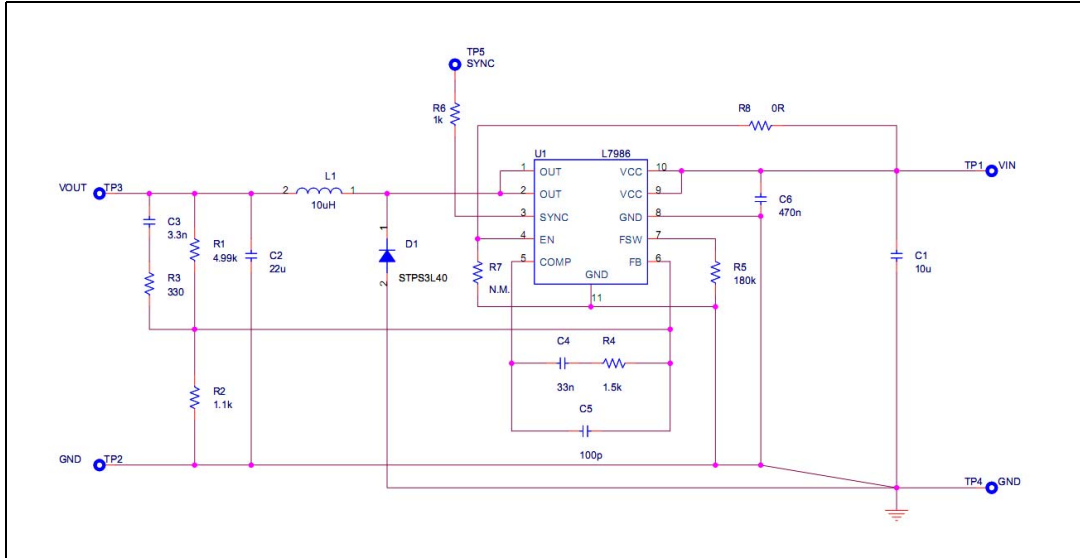 TP5
SYNC
R6
1k
R8 0R
U1 L7986
1 OUT VCC 10
2 OUT VCC 9
3 SYNC GND 8
4 EN FSW 7
5 COMP FB 6
GND
11
TP1 VIN
VOUT TP3
2 L1 1
10uH
C6
470n
C3
3.3n
R1
4.99k
C2
22u
1
D1
STPS3L40
2
R3
330
R7
N.M.
R5
180k
C1
10u
C4 R4
33n 1.5k
R2
1.1k
C5
100p
GND TP2
TP4 GND